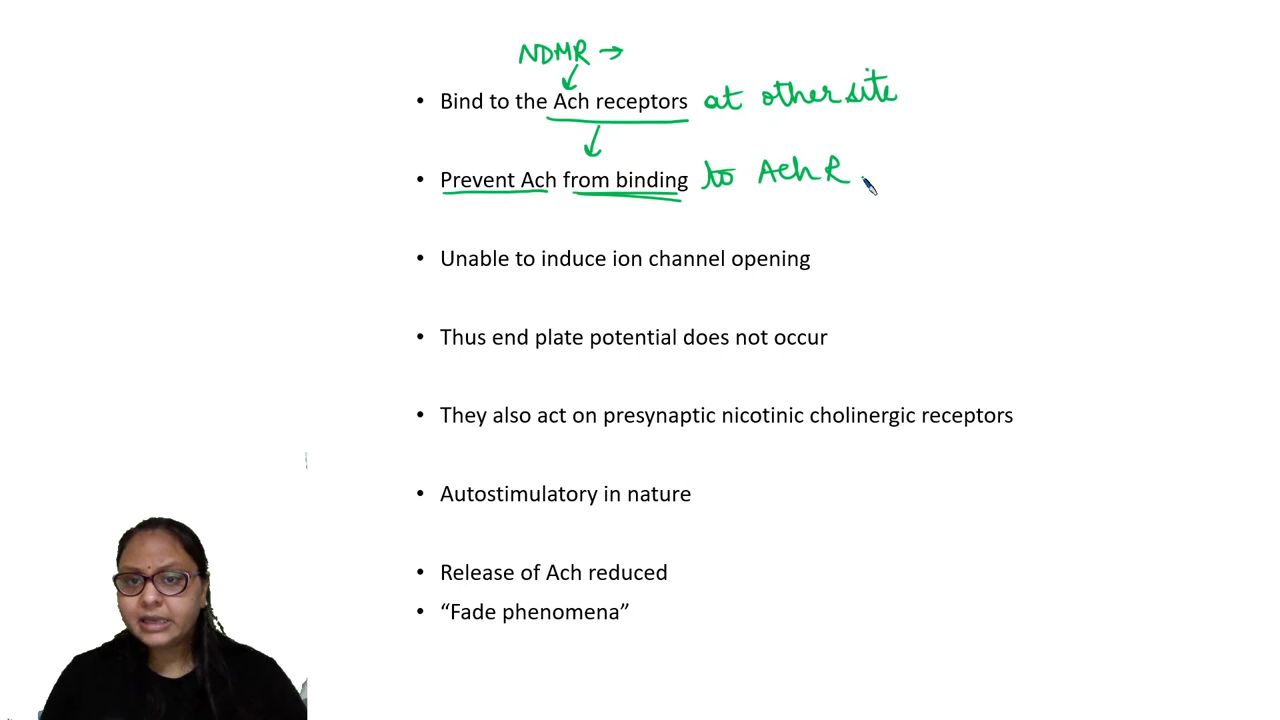 NDMR →
• Bind to the Ach receptors at other site
• Prevent Ach from binding to AchR
• Unable to induce ion channel opening
• Thus end plate potential does not occur
• They also act on presynaptic nicotinic cholinergic receptors
• Autostimulatory in nature
• Release of Ach reduced
• “Fade phenomena”